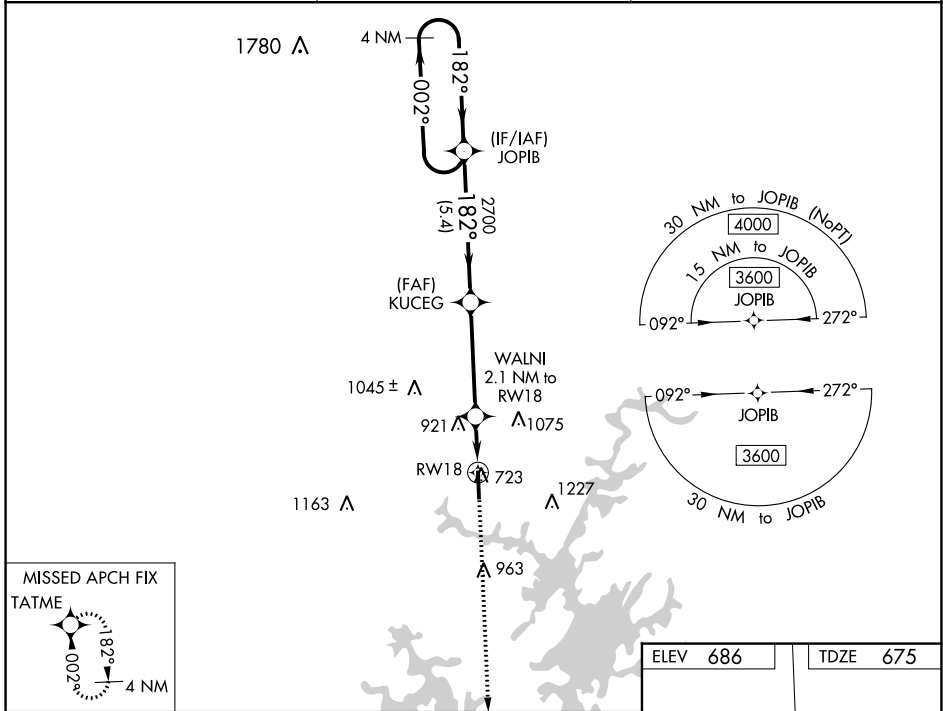 1780
4 NM
182°
002°
(IF/IAF)
JOPIB
2700
182°
(5.4)
(FAF)
KUCEG
WALNI
2.1 NM to
RW18
1045 ±
921
1075
RW18
723
1163
1227
963
30 NM to JOPIB (NoPT)
4000
15 NM to JOPIB
3600
JOPIB
092°
272°
092°
272°
JOPIB
3600
30 NM to JOPIB
MISSED APCH FIX
TATME
182°
002°
4 NM
ELEV 686
TDZE 675